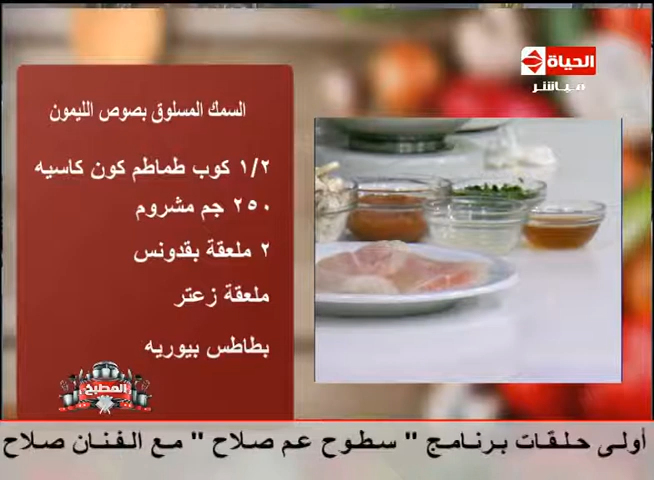 الحياة
مباشر
السمك المسلوق بصوص الليمون
١/٢ كوب طماطم كون كاسيه
٢٥٠ جم مشروم
٢ ملعقة بقدونس
ملعقة زعتر
بطاطس بيوريه
المطبخ
أولى حلقات برنامج " سطوح عم صلاح " مع الفنان صلاح